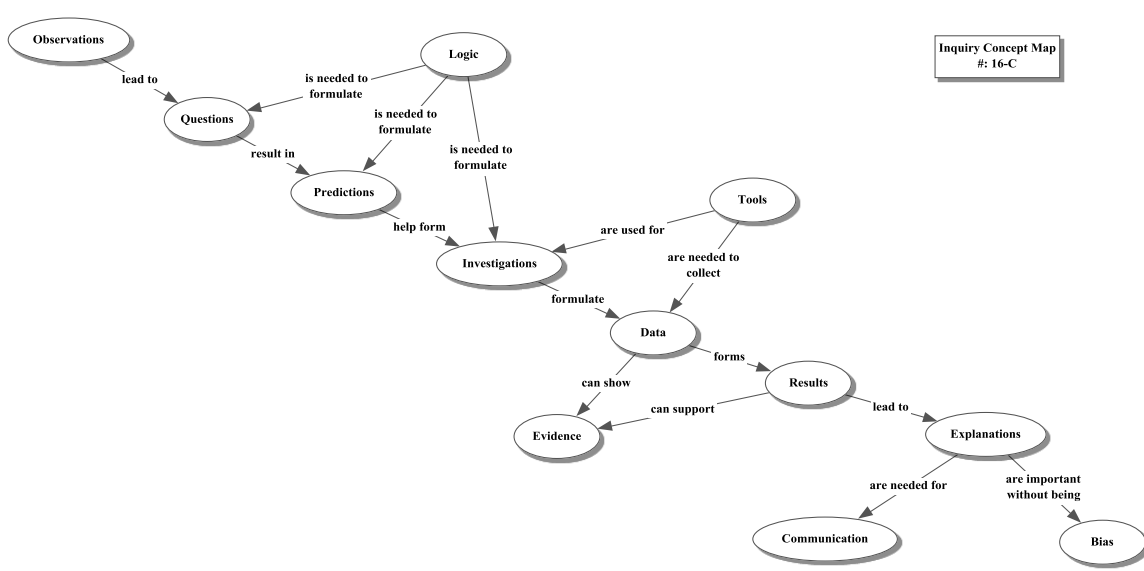 Observations
Logic
Inquiry Concept Map
#: 16-C
lead to
is needed to
formulate
Questions
is needed to
formulate
result in
is needed to
formulate
Predictions
Tools
help form
are used for
Investigations
are needed to
collect
formulate
Data
forms
can show
Results
can support
lead to
Evidence
Explanations
are needed for
are important
without being
Communication
Bias